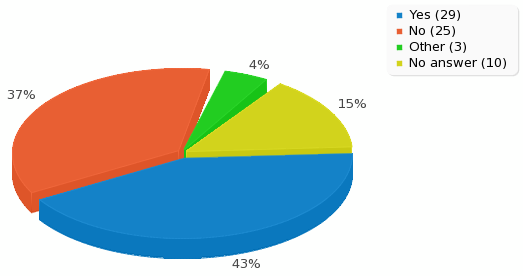 Yes (29)
No (25)
Other (3)
No answer (10)
4%
37%
15%
43%